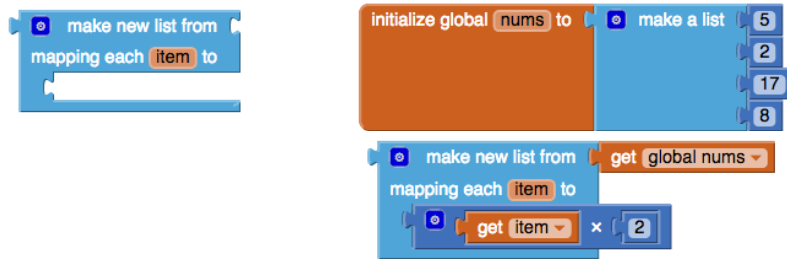 make new list from
mapping each item to
initialize global nums to make a list 5
2
17
8
make new list from get global nums
mapping each item to
get item × 2